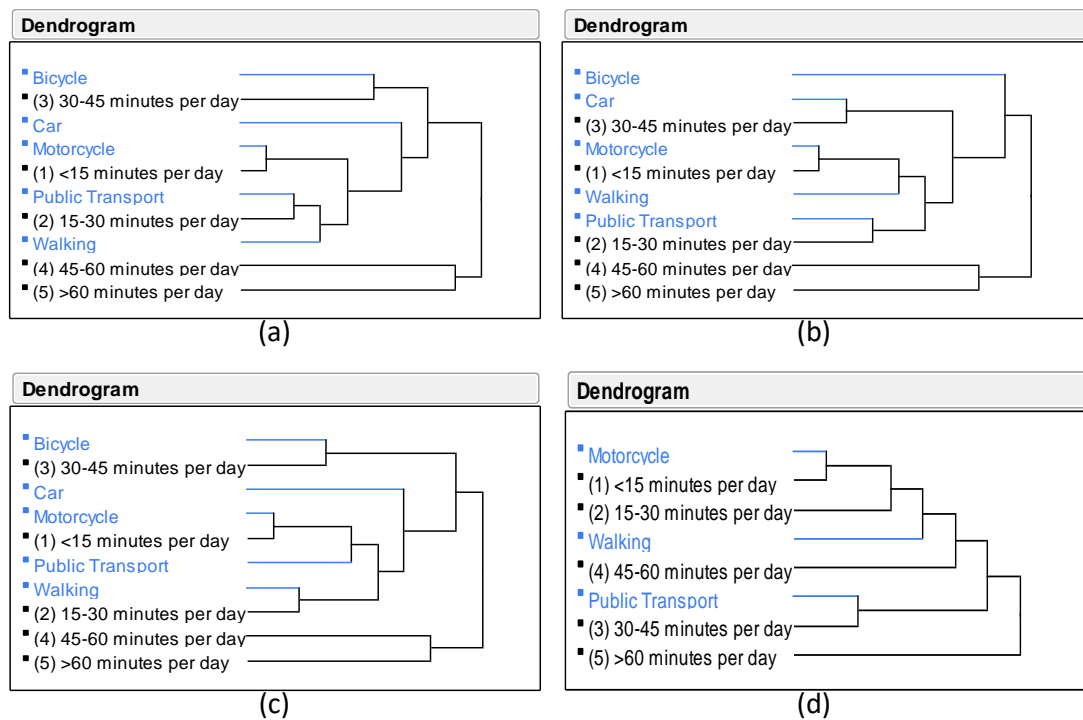 Dendrogram
Bicycle
(3) 30-45 minutes per day
Car
Motorcycle
(1) <15 minutes per day
Public Transport
(2) 15-30 minutes per day
Walking
(4) 45-60 minutes per day
(5) >60 minutes per day
(a)
Dendrogram
Bicycle
Car
(3) 30-45 minutes per day
Motorcycle
(1) <15 minutes per day
Walking
Public Transport
(2) 15-30 minutes per day
(4) 45-60 minutes per day
(5) >60 minutes per day
(b)
Dendrogram
Bicycle
(3) 30-45 minutes per day
Car
Motorcycle
(1) <15 minutes per day
Public Transport
Walking
(2) 15-30 minutes per day
(4) 45-60 minutes per day
(5) >60 minutes per day
(c)
Dendrogram
Motorcycle
(1) <15 minutes per day
(2) 15-30 minutes per day
Walking
(4) 45-60 minutes per day
Public Transport
(3) 30-45 minutes per day
(5) >60 minutes per day
(d)